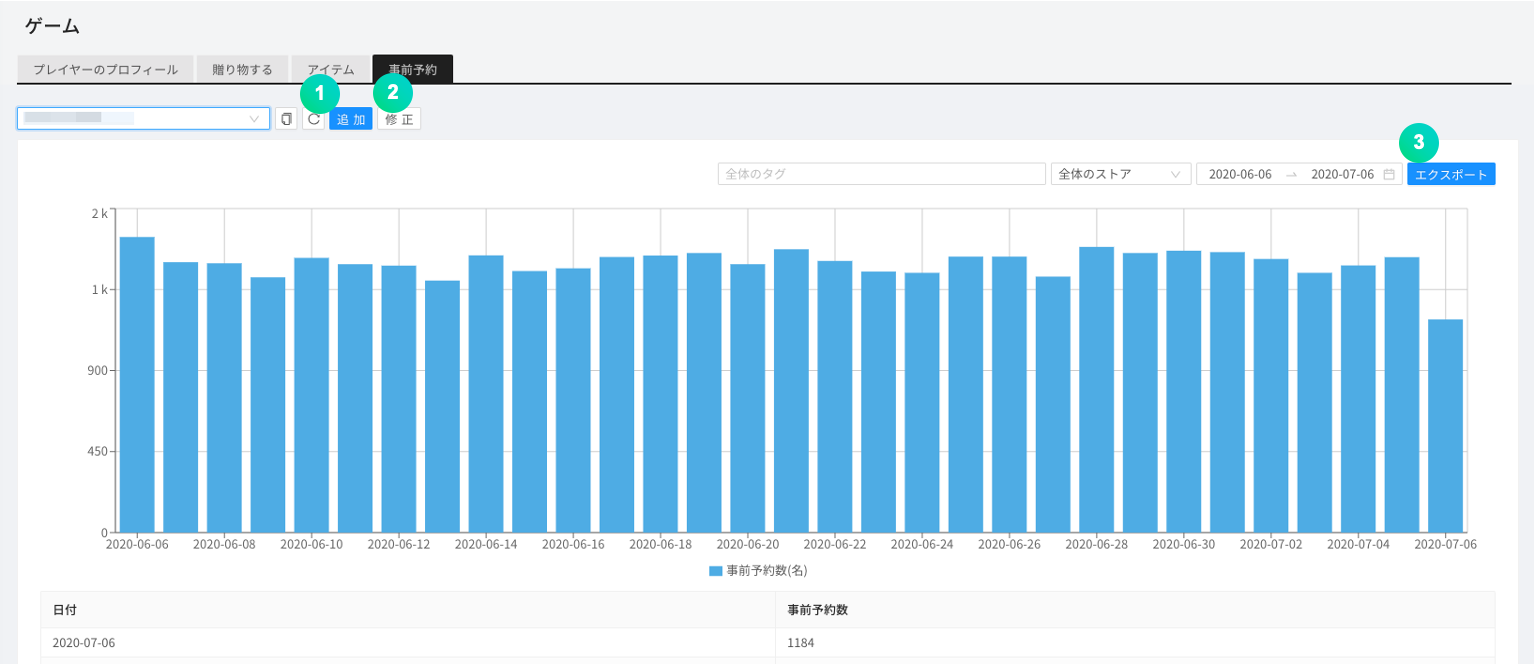 ゲーム
プレイヤーのプロフィール 贈り物する アイテム 事前予約
1 2
追 加 修 正
3
全体のタグ 全体のストア 2020-06-06 → 2020-07-06 エクスポート
2 k
1 k
900
450
0
2020-06-06 2020-06-08 2020-06-10 2020-06-12 2020-06-14 2020-06-16 2020-06-18 2020-06-20 2020-06-22 2020-06-24 2020-06-26 2020-06-28 2020-06-30 2020-07-02 2020-07-04 2020-07-06
事前予約数(名)
日付 事前予約数
2020-07-06 1184